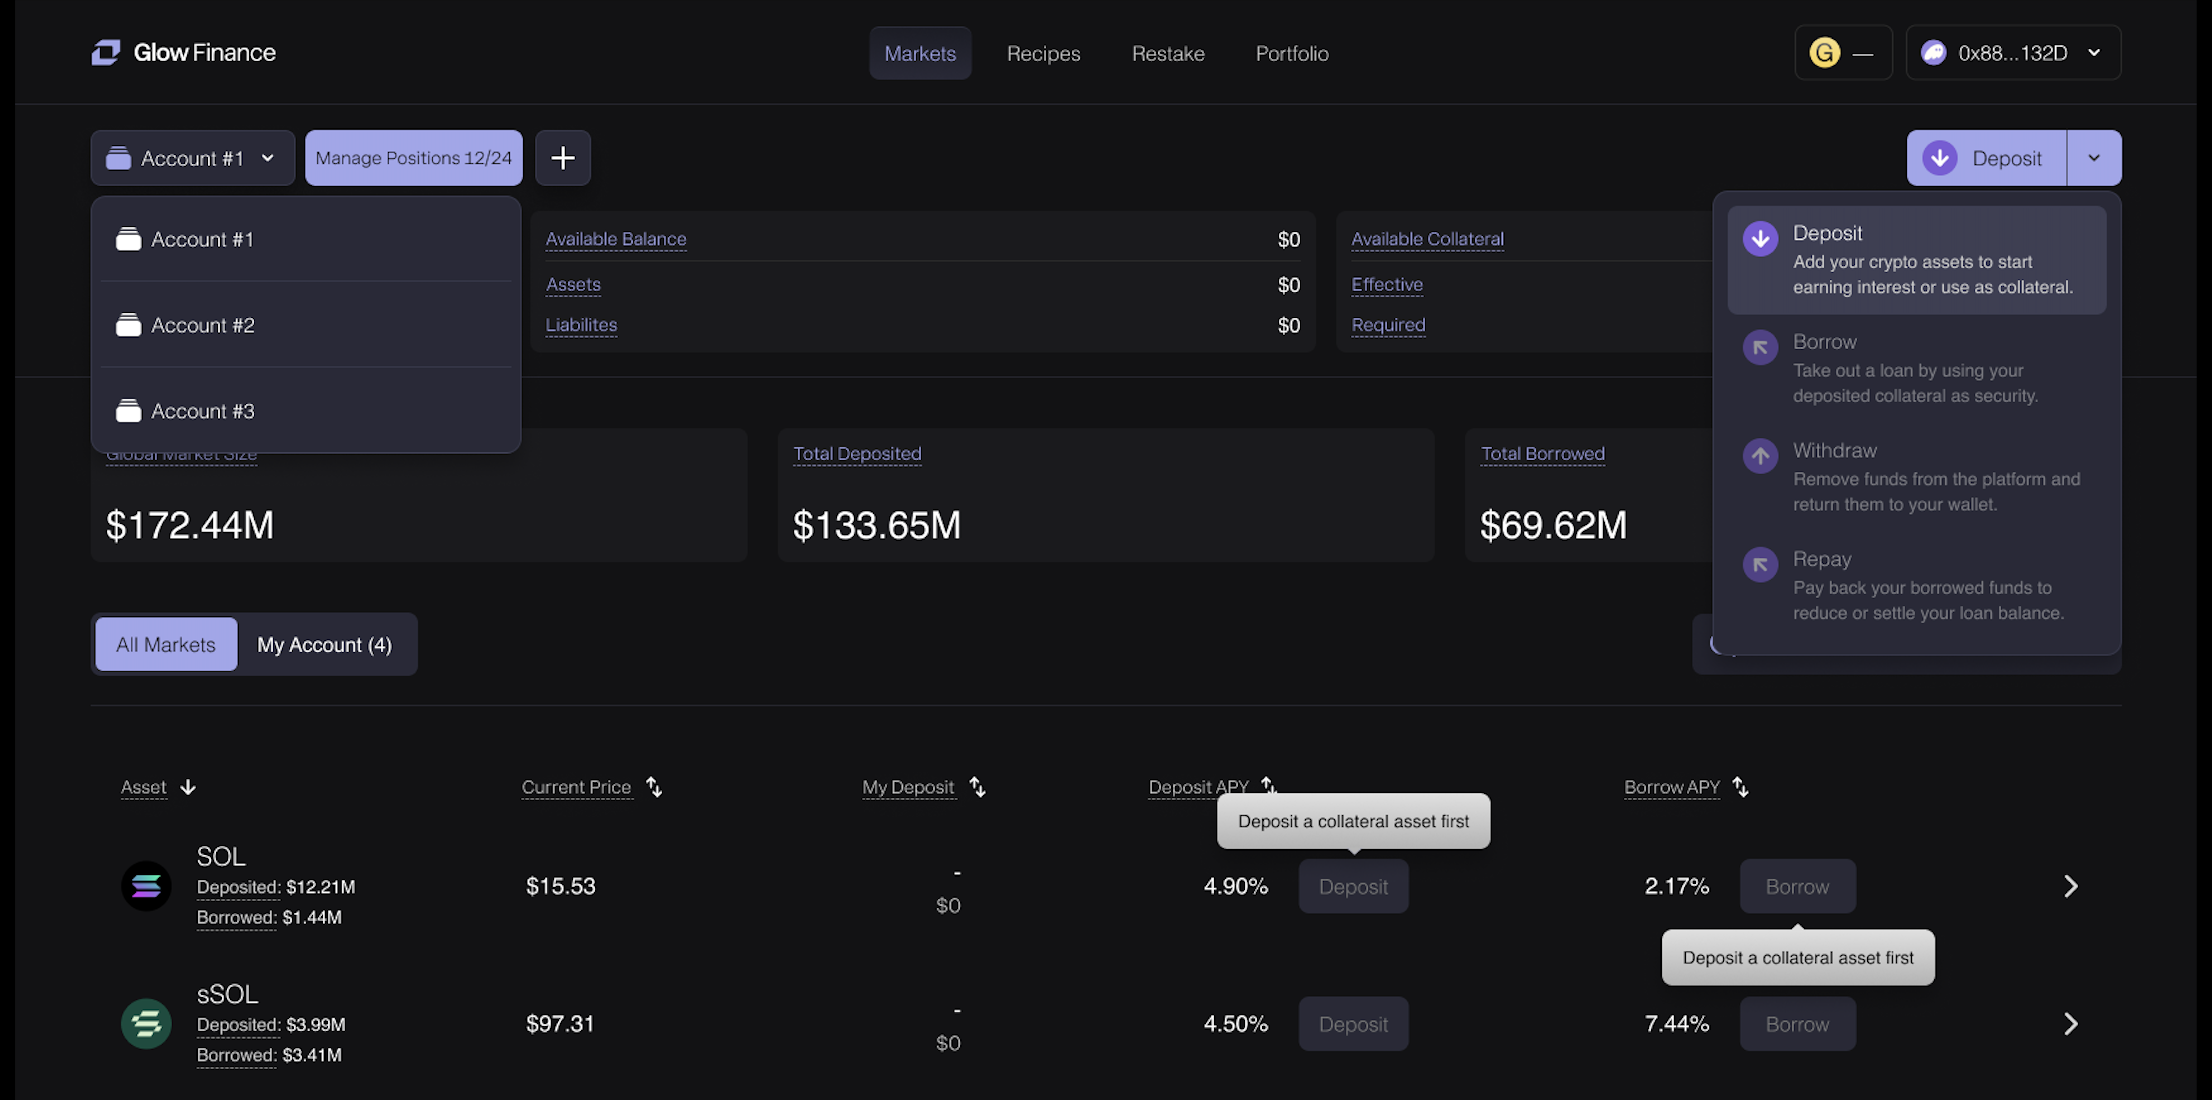 Glow Finance
Markets
Recipes
Restake
Portfolio
G —
0x88...132D
Account #1
Manage Positions 12/24
Deposit
Account #1
Account #2
Account #3
Available Balance $0
Assets $0
Liabilites $0
Available Collateral
Effective
Required
Deposit
Add your crypto assets to start
earning interest or use as collateral.
Borrow
Take out a loan by using your
deposited collateral as security.
Withdraw
Remove funds from the platform and
return them to your wallet.
Repay
Pay back your borrowed funds to
reduce or settle your loan balance.
Global Market Size
$172.44M
Total Deposited
$133.65M
Total Borrowed
$69.62M
All Markets
My Account (4)
Asset
Current Price
My Deposit
Deposit APY
Borrow APY
Deposit a collateral asset first
SOL
Deposited: $12.21M
Borrowed: $1.44M
$15.53
-
$0
4.90%
Deposit
2.17%
Borrow
Deposit a collateral asset first
sSOL
Deposited: $3.99M
Borrowed: $3.41M
$97.31
-
$0
4.50%
Deposit
7.44%
Borrow